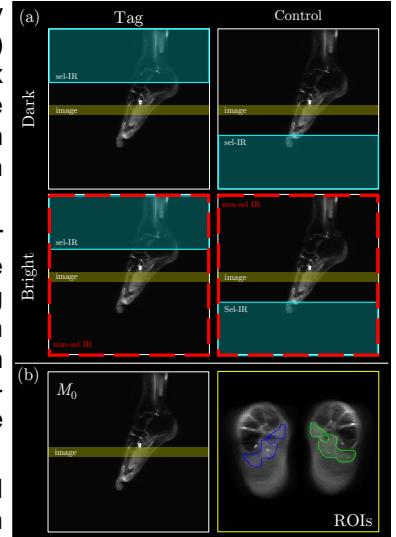 (a)
Tag
Control
Dark
sel-IR
image
image
sel-IR
Bright
sel-IR
image
non-sel IR
non-sel IR
image
Sel-IR
(b)
M0
image
ROIs